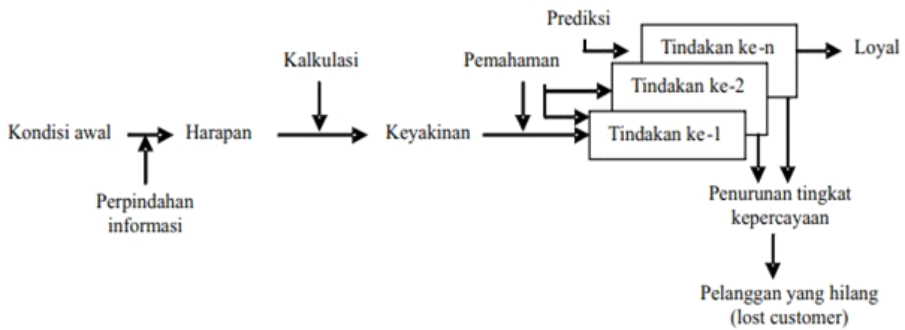 Prediksi
Tindakan ke-n
Loyal
Kalkulasi
Pemahaman
Tindakan ke-2
Kondisi awal
Harapan
Keyakinan
Tindakan ke-1
Perpindahan
informasi
Penurunan tingkat
kepercayaan
Pelanggan yang hilang
(lost customer)